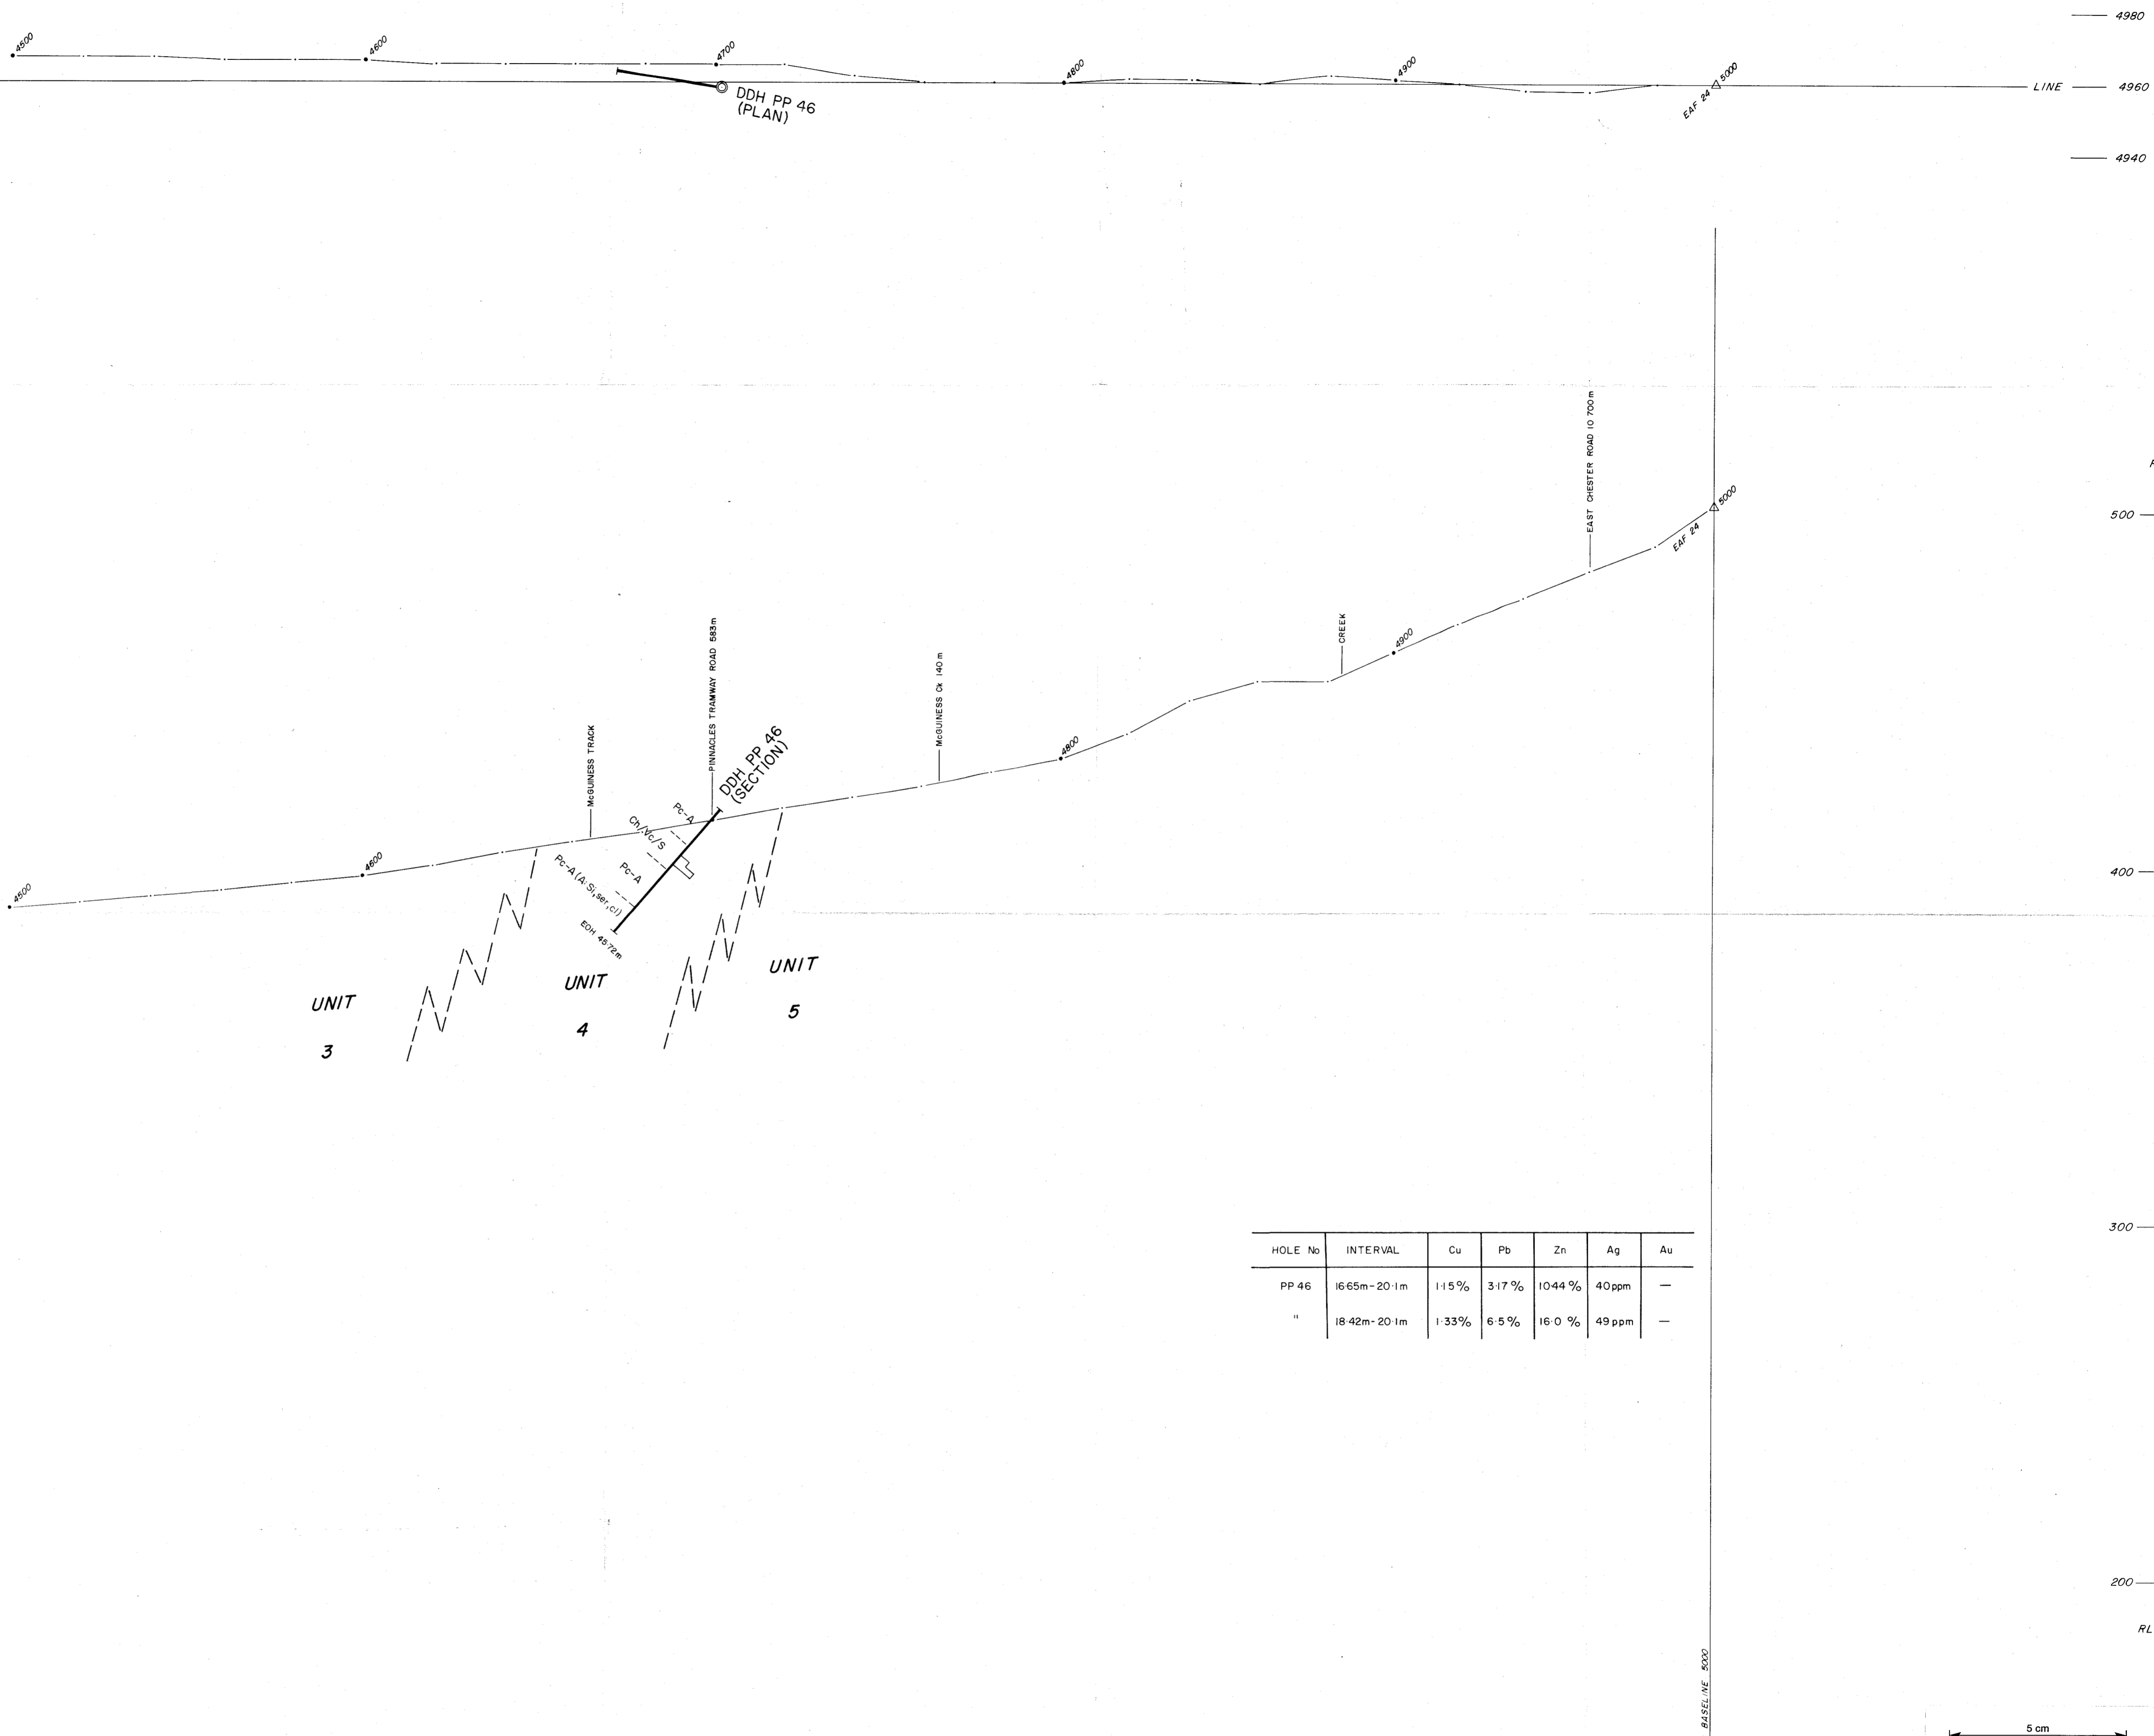 4980
4500
4600
4700
4800
4900
5000
LINE
4960
EAF 24
DDH PP 46
(PLAN)
4940
EAST CHESTER ROAD 10 700 m
5000
500
EAF 24
CREEK
4900
PINNACLES TRAMWAY ROAD 583m
McGUINESS Ck 140 m
McGUINESS TRACK
DDH PP 46
(SECTION)
4800
Pc-A
Ch/Vc/S
Pc-A
Pc-A (A:Si,ser,cl)
EOH 45·72m
4600
4500
400
UNIT
3
UNIT
4
UNIT
5
300
HOLE No INTERVAL Cu Pb Zn Ag Au
PP 46 16·65m-20·1m 1·15% 3·17% 10·44% 40ppm —
" 18·42m-20·1m 1·33% 6·5% 16·0 % 49 ppm —
200
RL
BASELINE 5000
5 cm